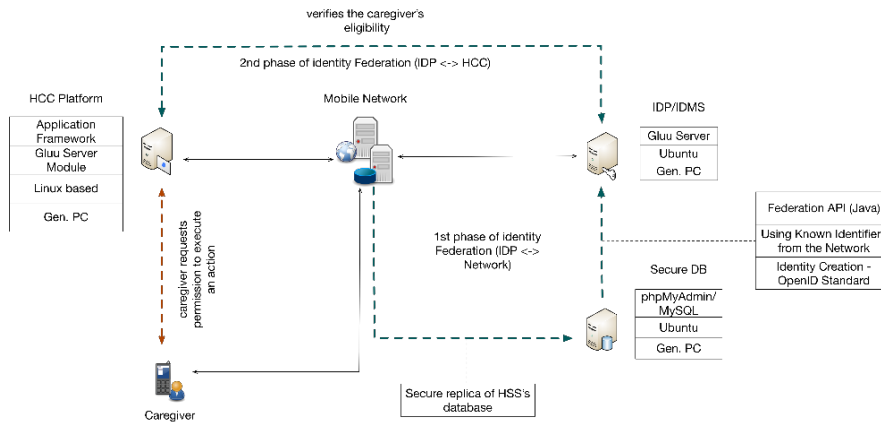 verifies the caregiver's
eligibility
2nd phase of identity Federation (IDP <-> HCC)
HCC Platform
Application
Framework
Gluu Server
Module
Linux based
Gen. PC
Mobile Network
IDP/IDMS
Gluu Server
Ubuntu
Gen. PC
1st phase of identity
Federation (IDP <->
Network)
Federation API (Java)
Using Known Identifier
from the Network
Identity Creation -
OpenID Standard
Secure DB
phpMyAdmin/
MySQL
Ubuntu
Gen. PC
caregiver requests
permission to execute
an action
Secure replica of HSS's
database
Caregiver